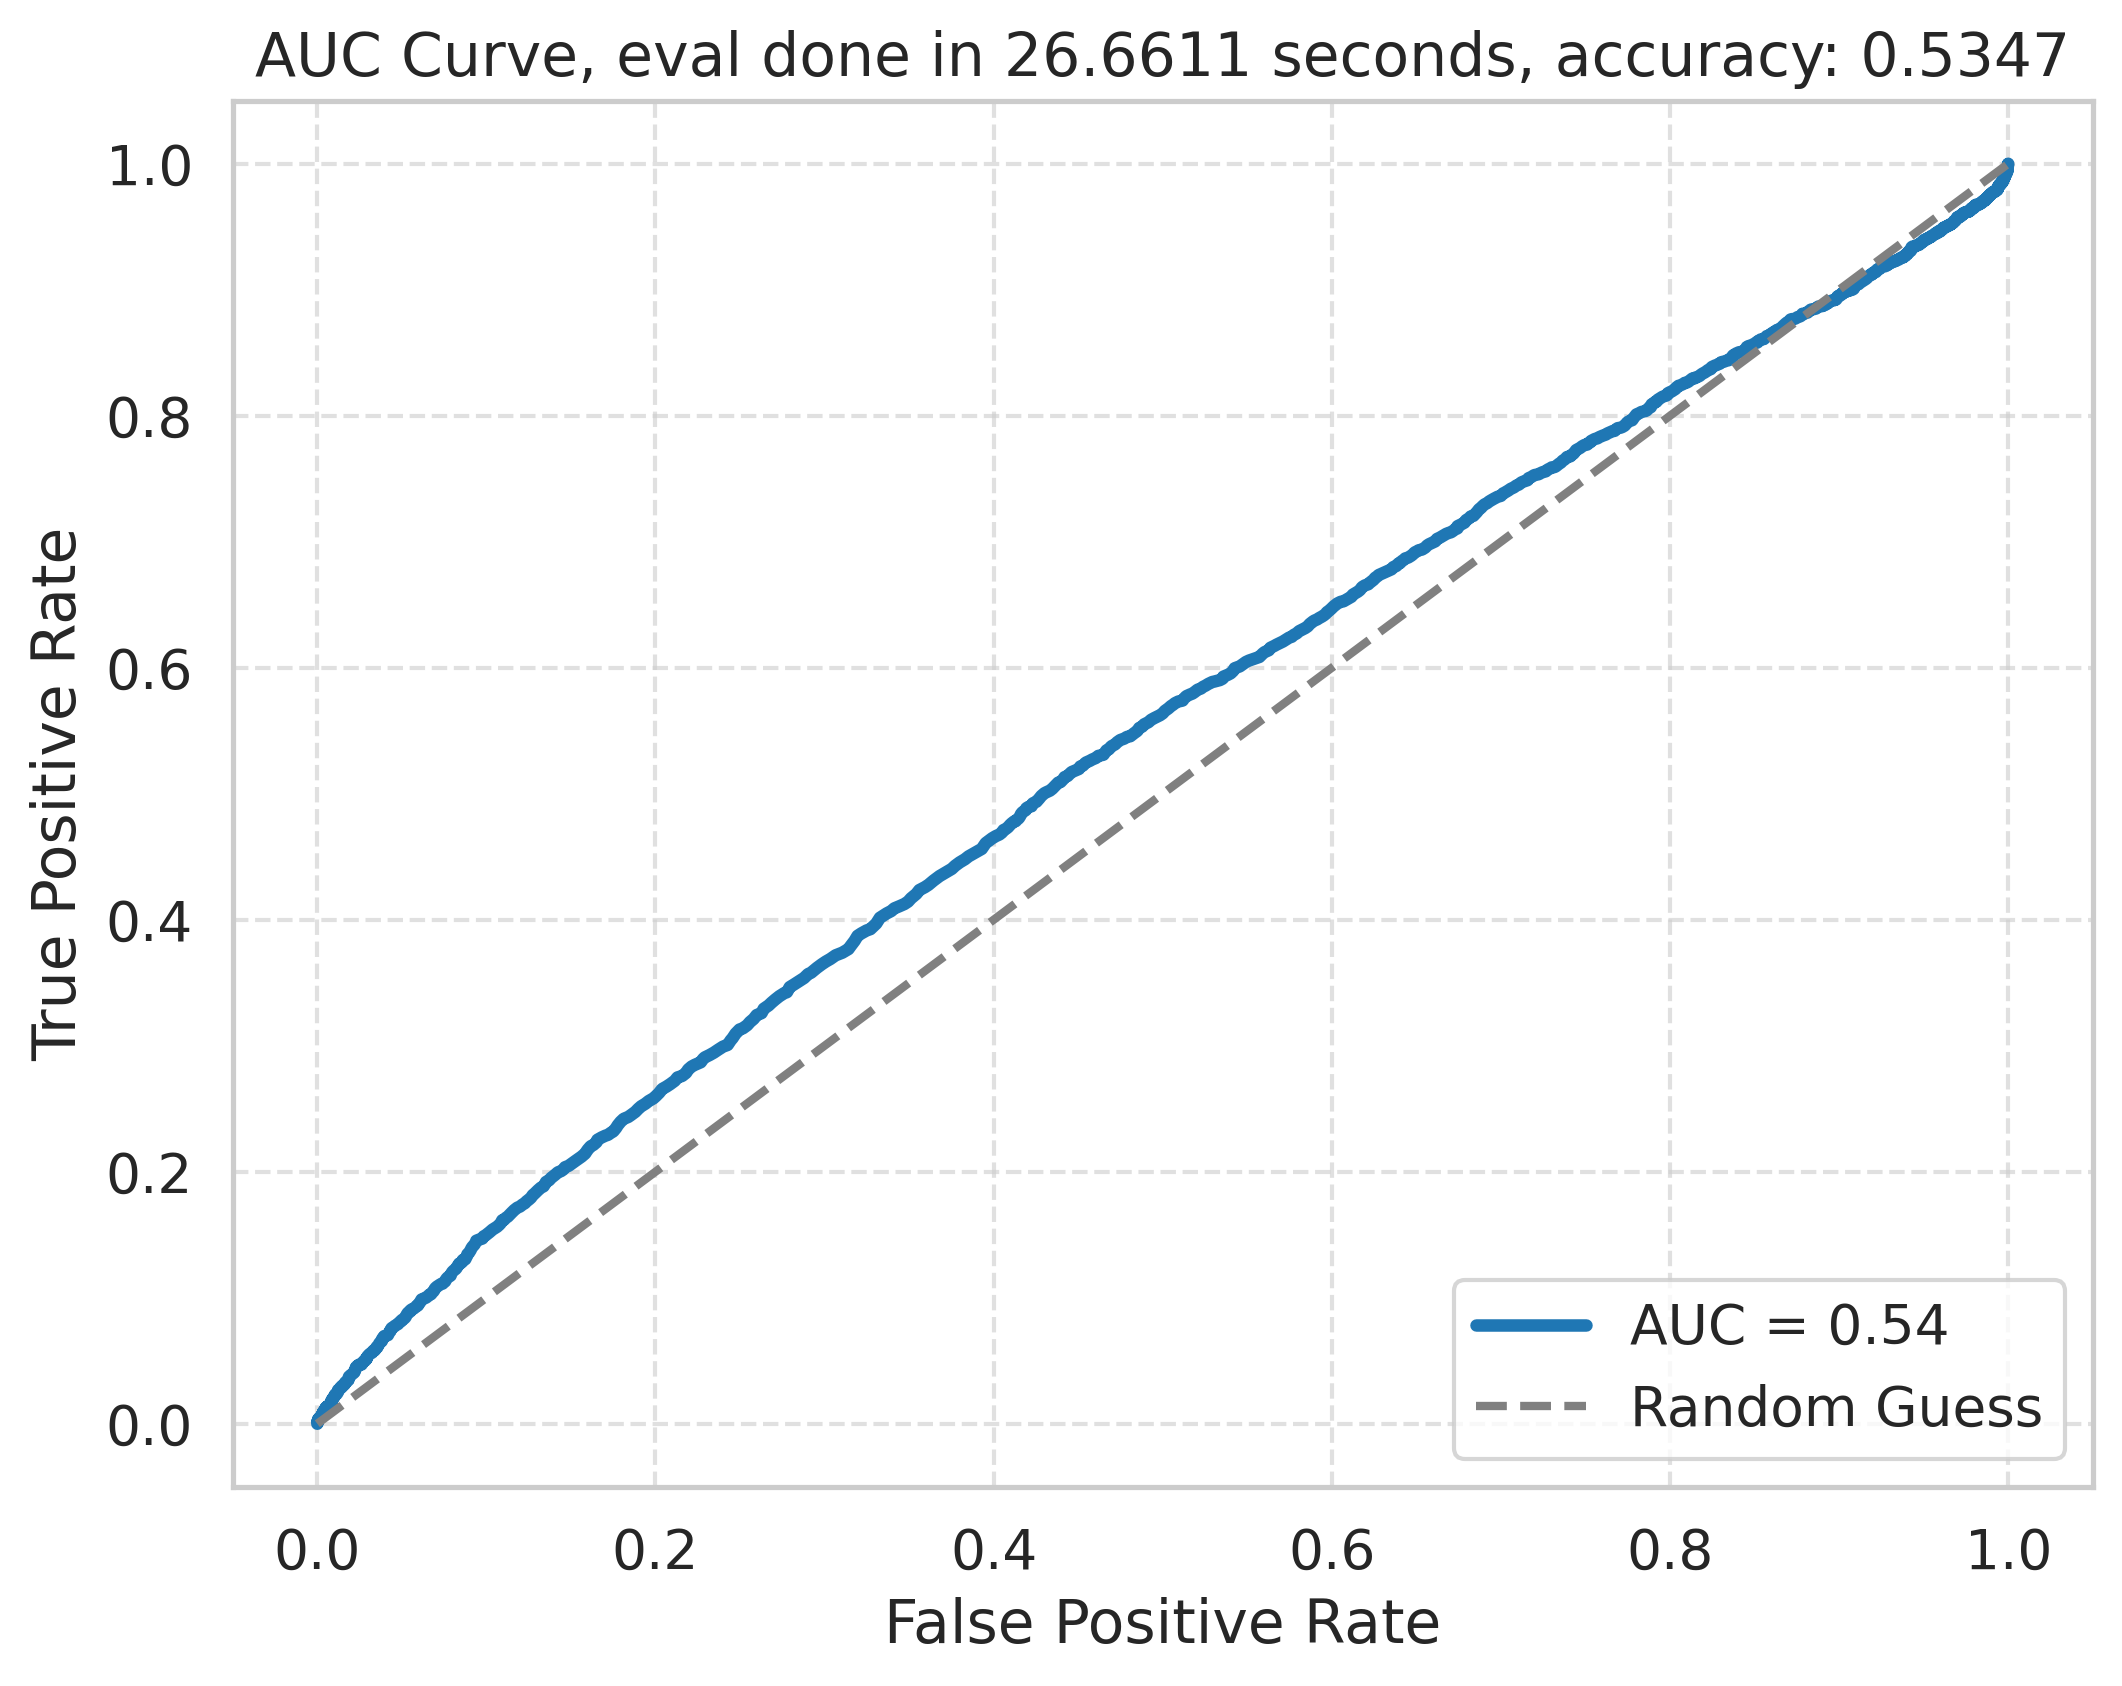 AUC Curve, eval done in 26.6611 seconds, accuracy: 0.5347
True Positive Rate
1.0
0.8
0.6
0.4
0.2
0.0
AUC = 0.54
Random Guess
0.0 0.2 0.4 0.6 0.8 1.0
False Positive Rate